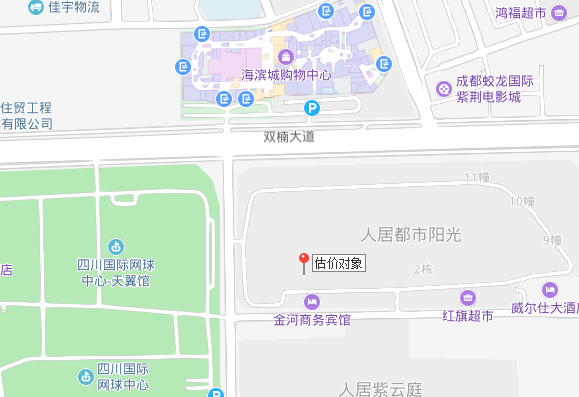 佳宇物流
鸿福超市
海滨城购物中心
成都蛟龙国际
紫荆电影城
P
住贸工程
有限公司
双楠大道
11幢
10幢
人居都市阳光
9幢
四川国际网球
中心-天翼馆
店
估价对象
2栋
金河商务宾馆
红旗超市
威尔仕大酒店
四川国际
网球中心
人居紫云庭
P